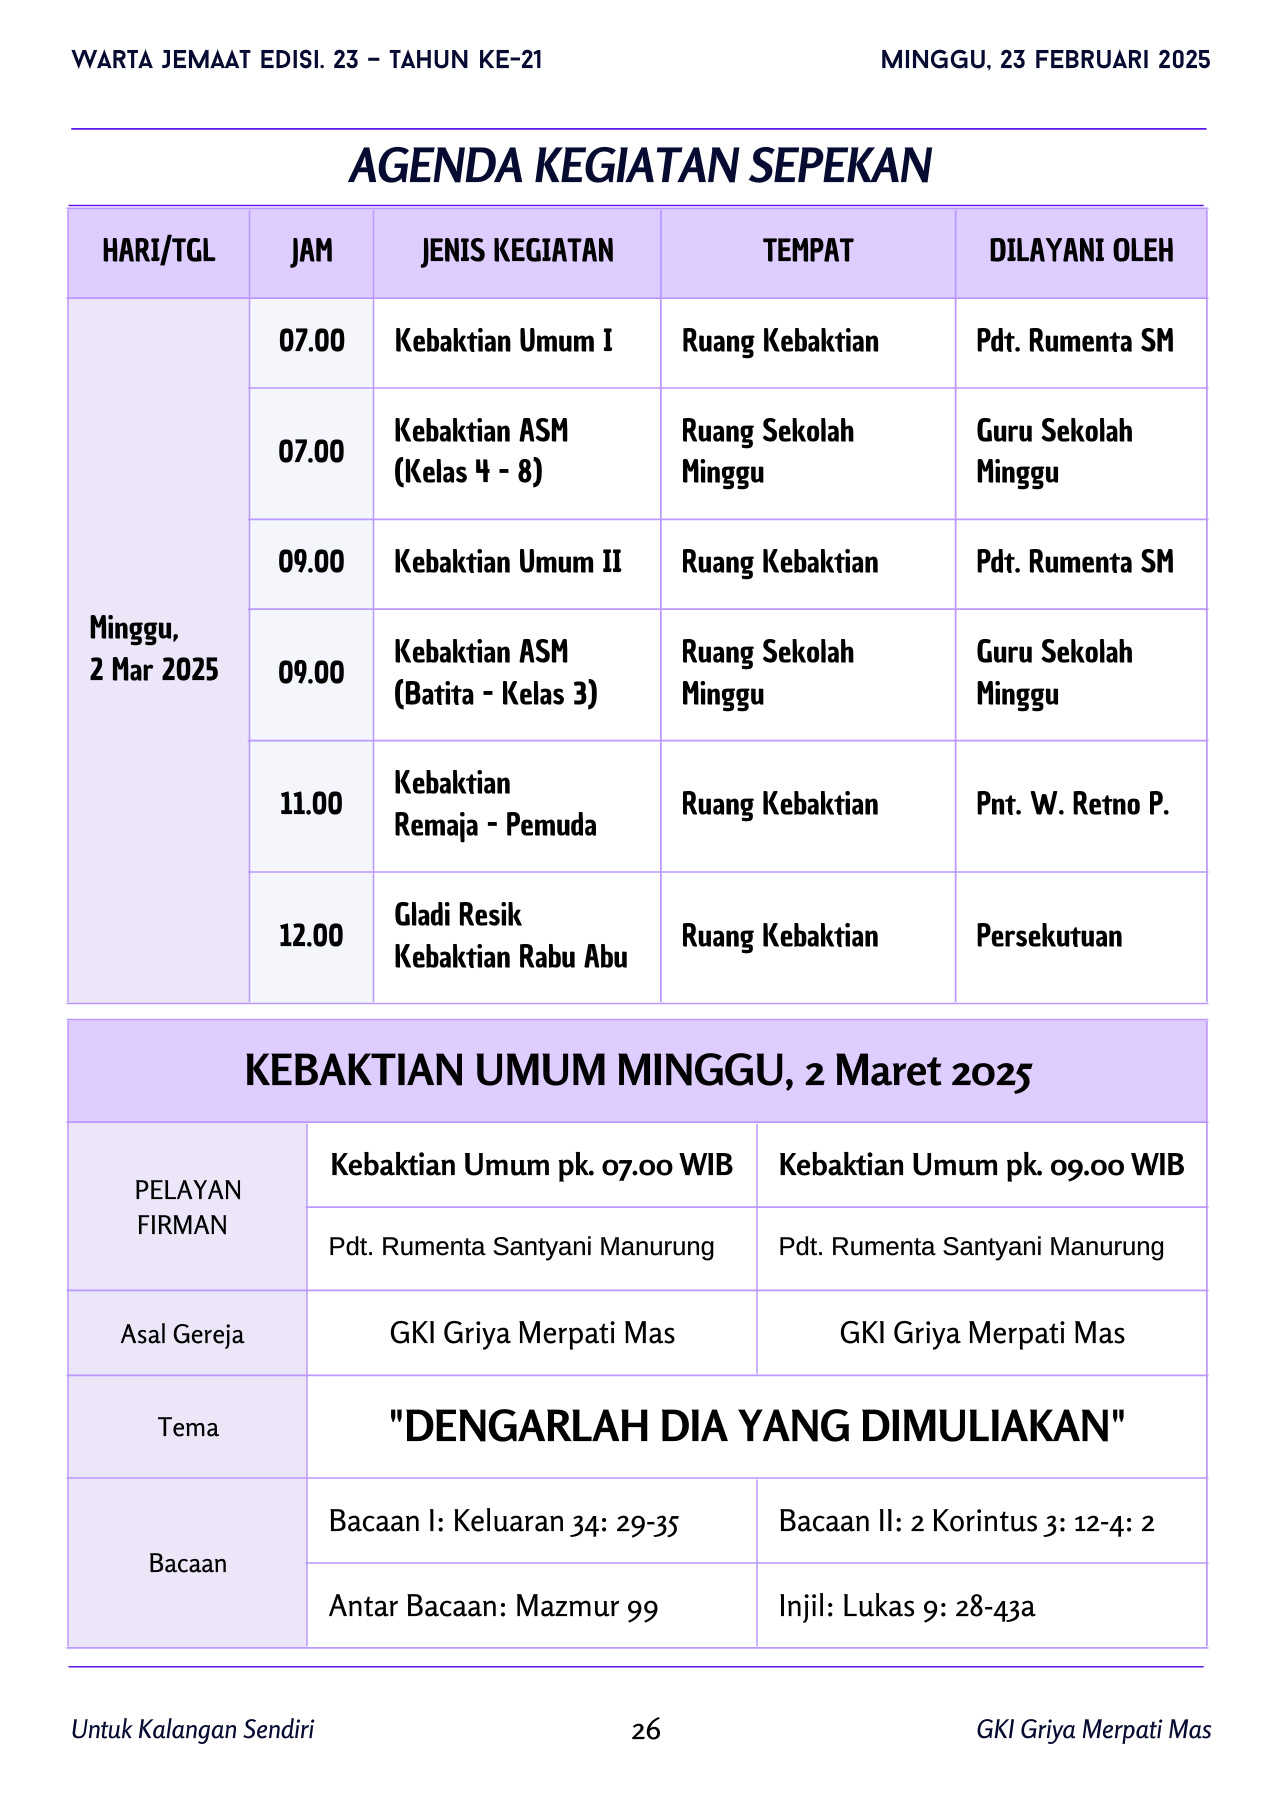 WARTA JEMAAT EDISI. 23 – TAHUN KE-21
MINGGU, 23 FEBRUARI 2025
AGENDA KEGIATAN SEPEKAN
HARI/TGL JAM JENIS KEGIATAN TEMPAT DILAYANI OLEH
Minggu,
2 Mar 2025
07.00 Kebaktian Umum I Ruang Kebaktian Pdt. Rumenta SM
07.00
Kebaktian ASM
(Kelas 4 - 8)
Ruang Sekolah
Minggu
Guru Sekolah
Minggu
09.00 Kebaktian Umum II Ruang Kebaktian Pdt. Rumenta SM
09.00
Kebaktian ASM
(Batita - Kelas 3)
Ruang Sekolah
Minggu
Guru Sekolah
Minggu
11.00
Kebaktian
Remaja - Pemuda
Ruang Kebaktian
Pnt. W. Retno P.
12.00
Gladi Resik
Kebaktian Rabu Abu
Ruang Kebaktian
Persekutuan
KEBAKTIAN UMUM MINGGU, 2 Maret 2025
PELAYAN
FIRMAN
Kebaktian Umum pk. 07.00 WIB Kebaktian Umum pk. 09.00 WIB
Pdt. Rumenta Santyani Manurung Pdt. Rumenta Santyani Manurung
Asal Gereja GKI Griya Merpati Mas GKI Griya Merpati Mas
Tema "DENGARLAH DIA YANG DIMULIAKAN"
Bacaan
Bacaan I: Keluaran 34: 29-35 Bacaan II: 2 Korintus 3: 12-4: 2
Antar Bacaan: Mazmur 99 Injil: Lukas 9: 28-43a
Untuk Kalangan Sendiri 26 GKI Griya Merpati Mas